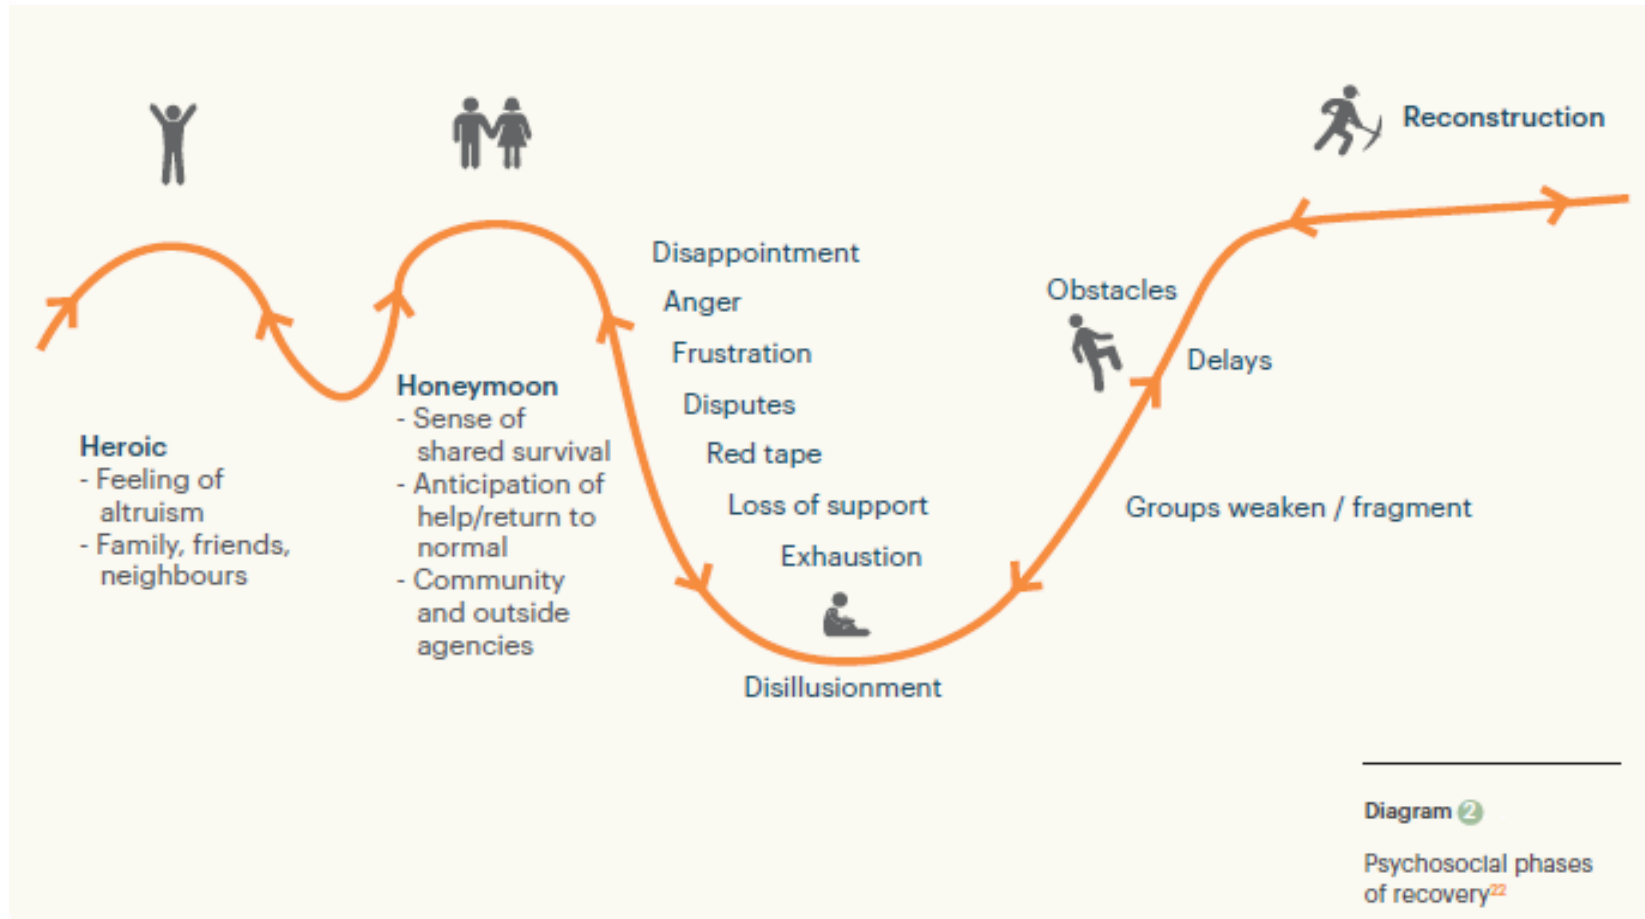 Reconstruction
Disappointment
Anger
Frustration
Disputes
Red tape
Loss of support
Exhaustion
Disillusionment
Obstacles
Delays
Groups weaken / fragment
Heroic
- Feeling of
altruism
- Family, friends,
neighbours
Honeymoon
- Sense of
shared survival
- Anticipation of
help/return to
normal
- Community
and outside
agencies
Diagram 2
Psychosocial phases
of recovery22